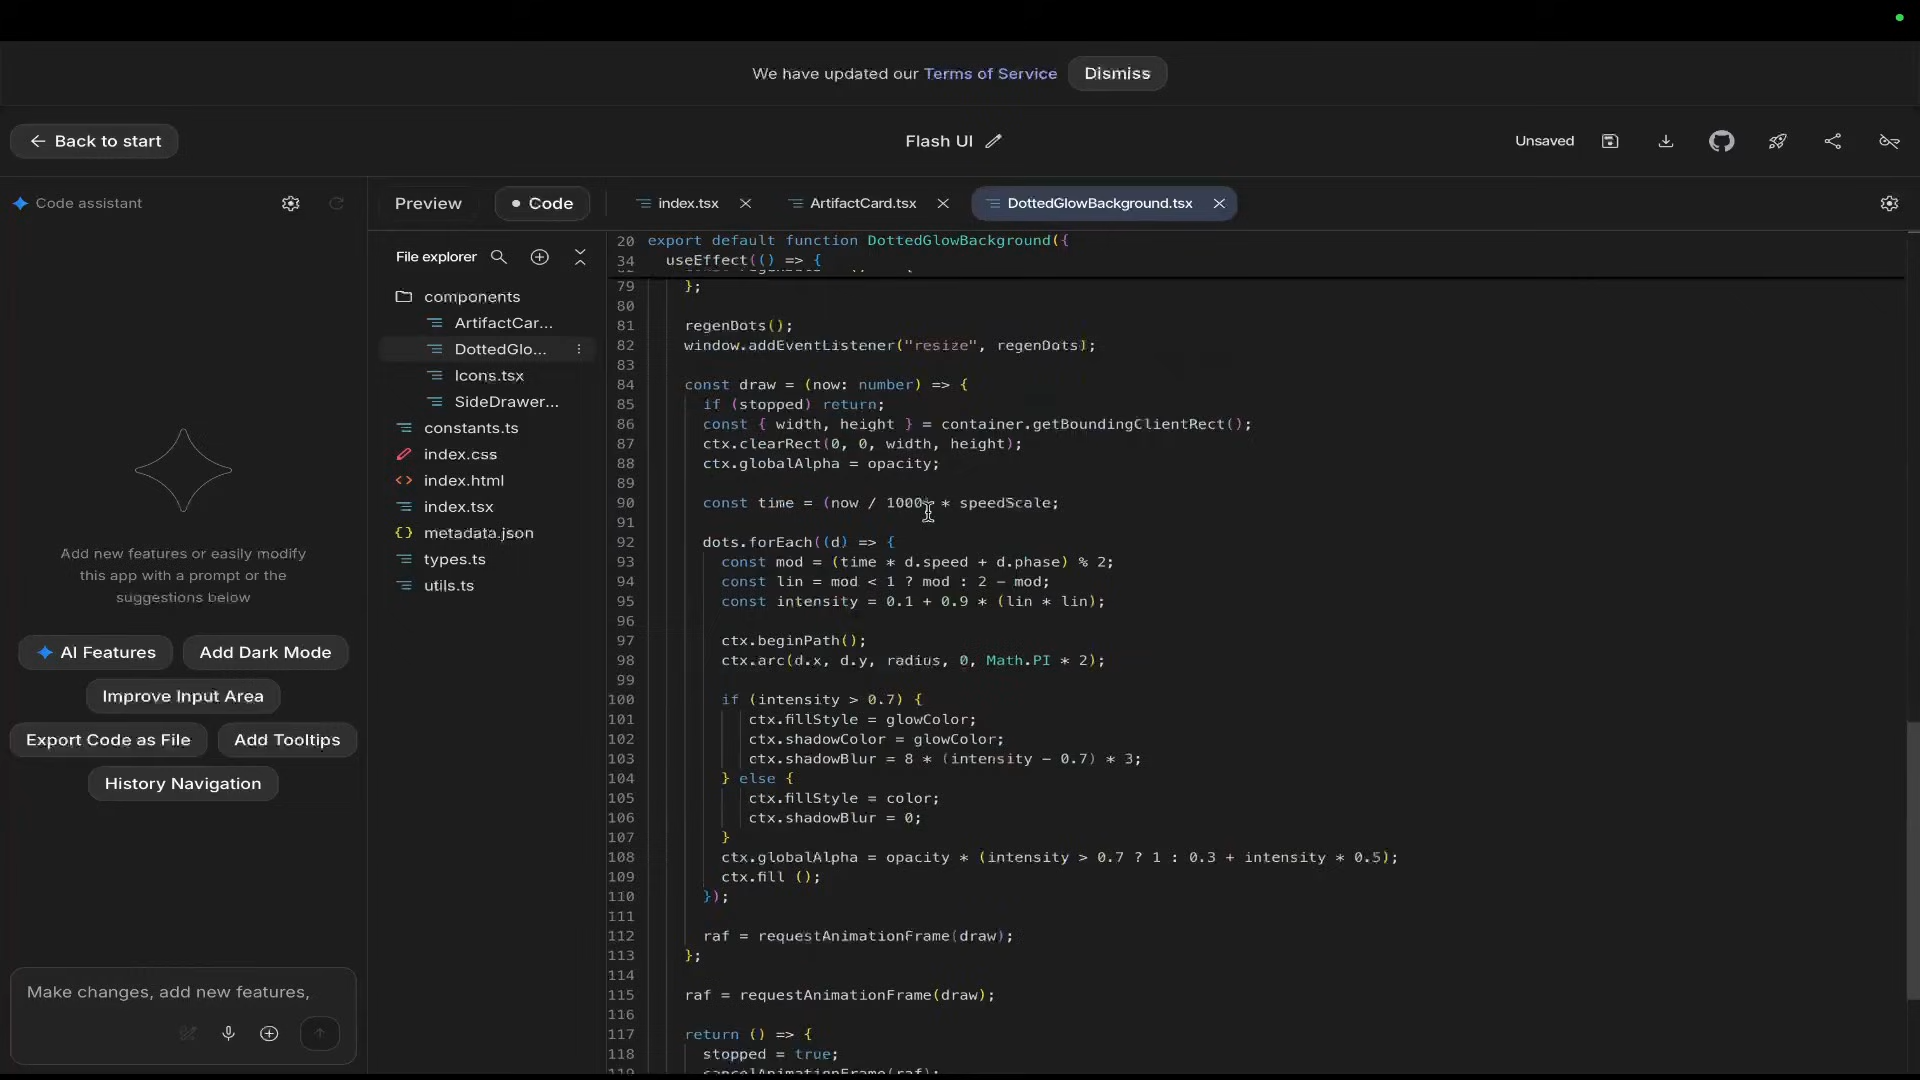 We have updated our Terms of Service Dismiss
Back to start
Flash UI
Unsaved
Code assistant
Preview
Code
index.tsx
ArtifactCard.tsx
DottedGlowBackground.tsx
File explorer
components
ArtifactCar...
DottedGlo...
Icons.tsx
SideDrawer...
constants.ts
index.css
index.html
index.tsx
metadata.json
types.ts
utils.ts
Add new features or easily modify
this app with a prompt or the
suggestions below
AI Features
Add Dark Mode
Improve Input Area
Export Code as File
Add Tooltips
History Navigation
Make changes, add new features,
20 export default function DottedGlowBackground({
34 useEffect(() => {
79 };
80
81 regenDots();
82 window.addEventListener("resize", regenDots);
83
84 const draw = (now: number) => {
85 if (stopped) return;
86 const { width, height } = container.getBoundingClientRect();
87 ctx.clearRect(0, 0, width, height);
88 ctx.globalAlpha = opacity;
89
90 const time = (now / 1000) * speedScale;
91
92 dots.forEach((d) => {
93 const mod = (time * d.speed + d.phase) % 2;
94 const lin = mod < 1 ? mod : 2 - mod;
95 const intensity = 0.1 + 0.9 * (lin * lin);
96
97 ctx.beginPath();
98 ctx.arc(d.x, d.y, radius, 0, Math.PI * 2);
99
100 if (intensity > 0.7) {
101 ctx.fillStyle = glowColor;
102 ctx.shadowColor = glowColor;
103 ctx.shadowBlur = 8 * (intensity - 0.7) * 3;
104 } else {
105 ctx.fillStyle = color;
106 ctx.shadowBlur = 0;
107 }
108 ctx.globalAlpha = opacity * (intensity > 0.7 ? 1 : 0.3 + intensity * 0.5);
109 ctx.fill ();
110 });
111
112 raf = requestAnimationFrame(draw);
113 };
114
115 raf = requestAnimationFrame(draw);
116
117 return () => {
118 stopped = true;
119 cancelAnimationFrame(raf);